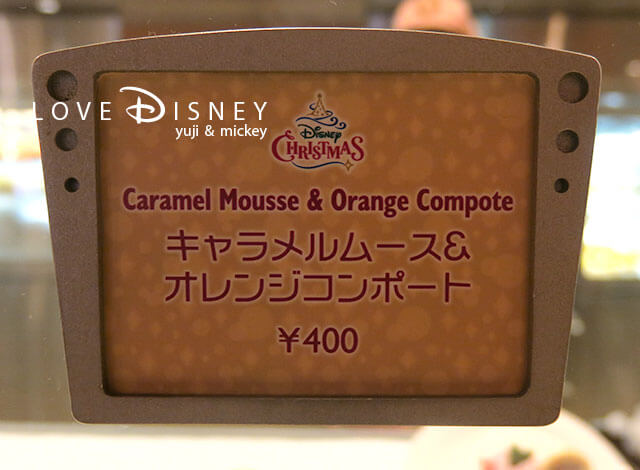 LOVE DISNEY
yuji & mickey
Disney
CHRISTMAS
Caramel Mousse & Orange Compote
キャラメルムース&
オレンジコンポート
¥400